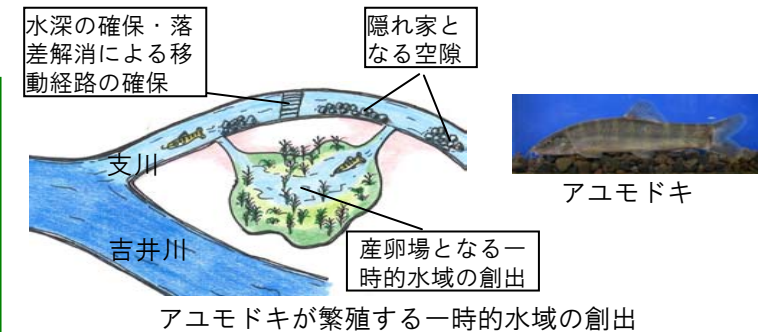 水深の確保・落
差解消による移
動経路の確保
隠れ家と
なる空隙
支川
アユモドキ
吉井川
産卵場となる一
時的水域の創出
アユモドキが繁殖する一時的水域の創出